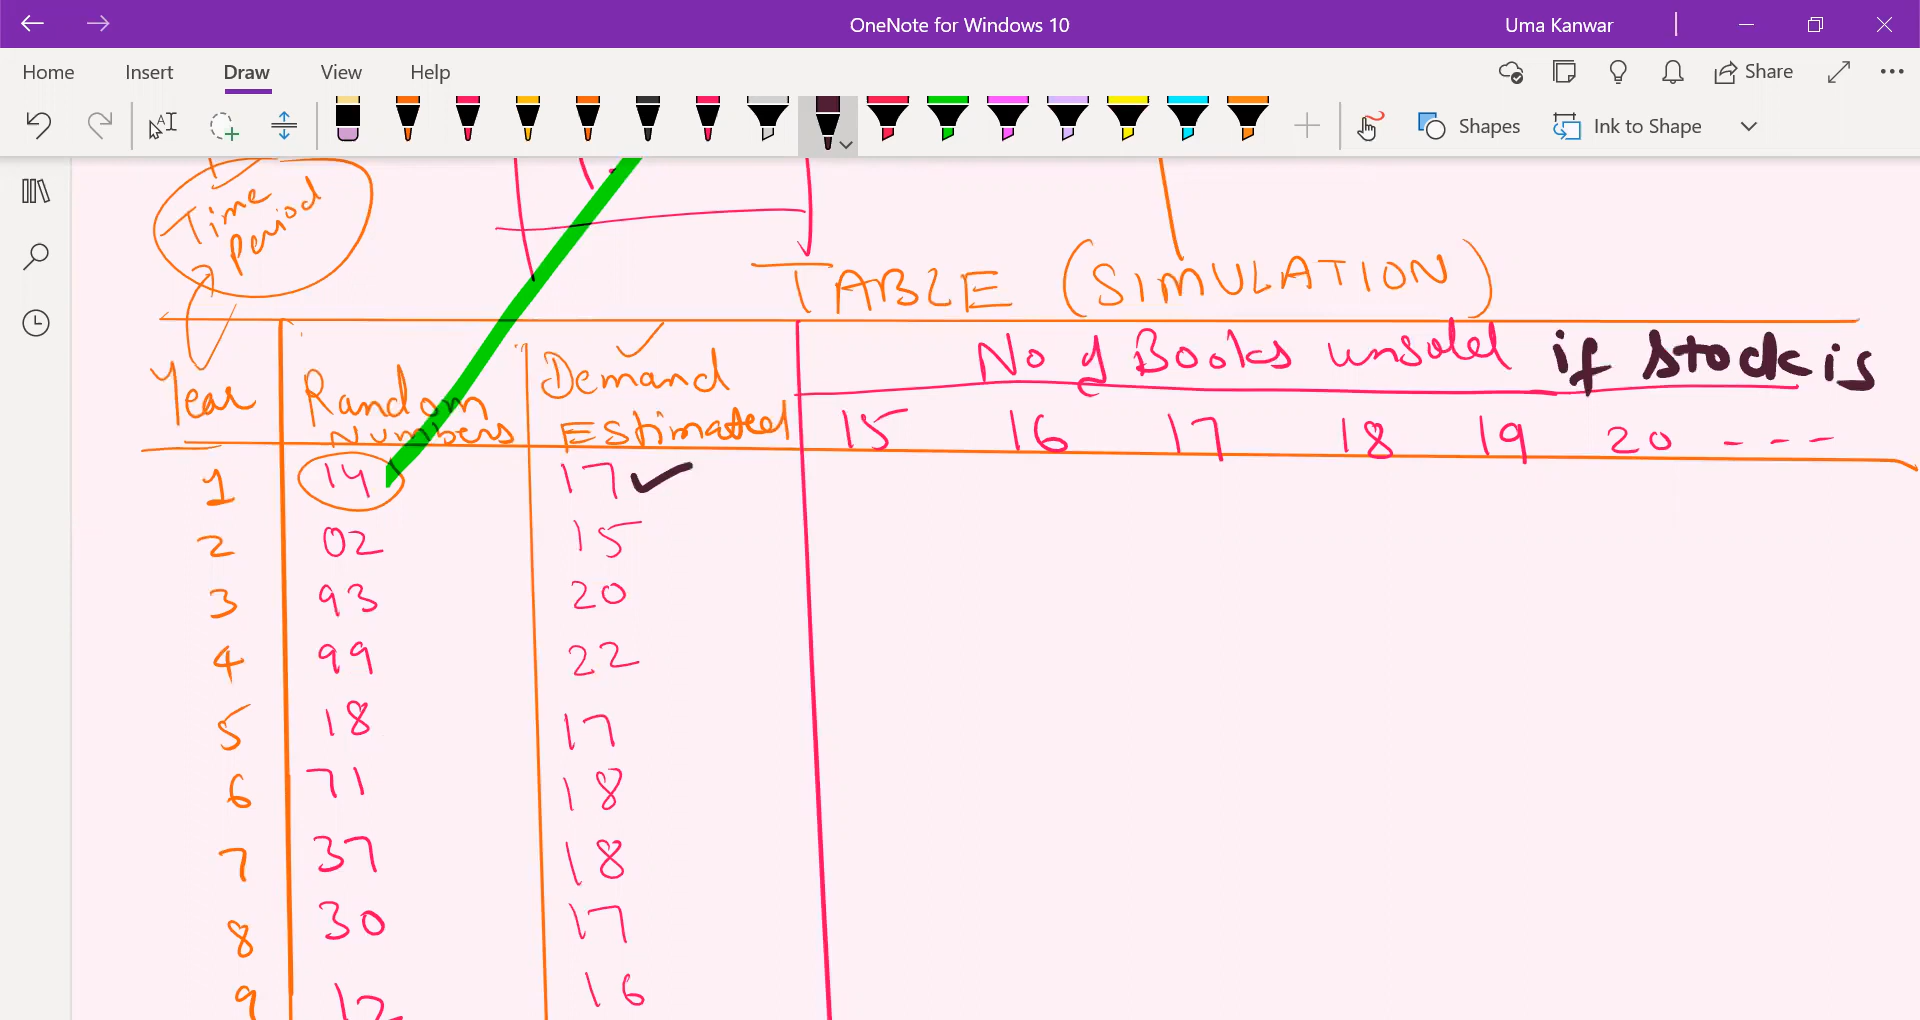 OneNote for Windows 10
Uma Kanwar
Home Insert Draw View Help
Share
Shapes
Ink to Shape
Time
Period
TABLE (SIMULATION)
Year
Random
Numbers
Demand
Estimated
No of Books unsold if stock is
15 16 17 18 19 20 - - -
1 14 17
2 02 15
3 93 20
4 99 22
5 18 17
6 71 18
7 37 18
8 30 17
9 12 16